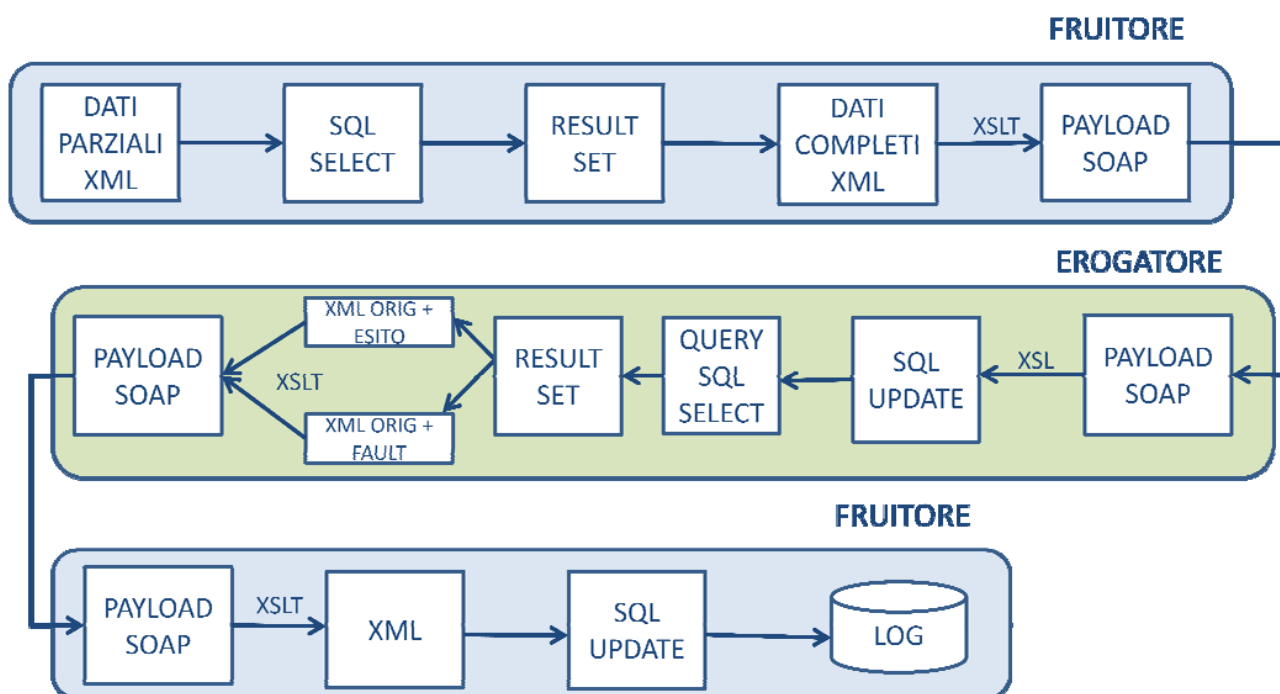 FRUITORE
DATI
PARZIALI
XML
SQL
SELECT
RESULT
SET
DATI
COMPLETI
XML
XSLT
PAYLOAD
SOAP
EROGATORE
PAYLOAD
SOAP
XML ORIG +
ESITO
XSLT
XML ORIG +
FAULT
RESULT
SET
QUERY
SQL
SELECT
SQL
UPDATE
XSL
PAYLOAD
SOAP
FRUITORE
PAYLOAD
SOAP
XSLT
XML
SQL
UPDATE
LOG